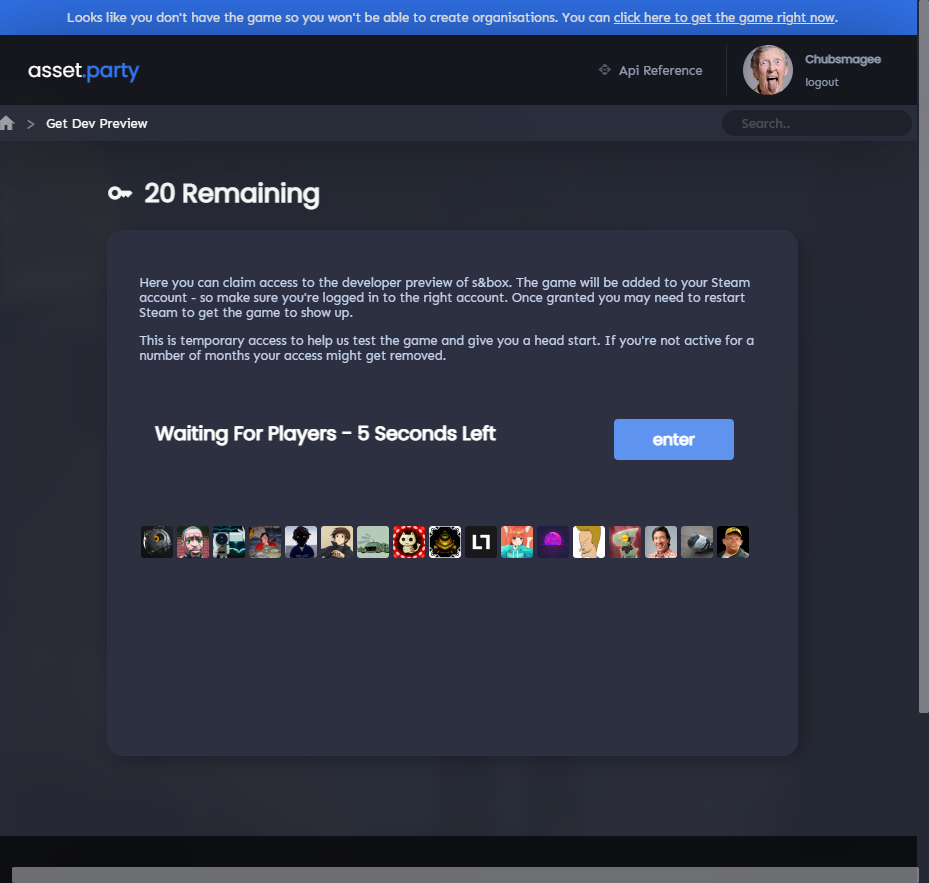 Looks like you don't have the game so you won't be able to create organisations. You can click here to get the game right now.
asset.party
Api Reference
Chubsmagee
logout
> Get Dev Preview
Search..
20 Remaining
Here you can claim access to the developer preview of s&box. The game will be added to your Steam
account - so make sure you're logged in to the right account. Once granted you may need to restart
Steam to get the game to show up.
This is temporary access to help us test the game and give you a head start. If you're not active for a
number of months your access might get removed.
Waiting For Players - 5 Seconds Left
enter